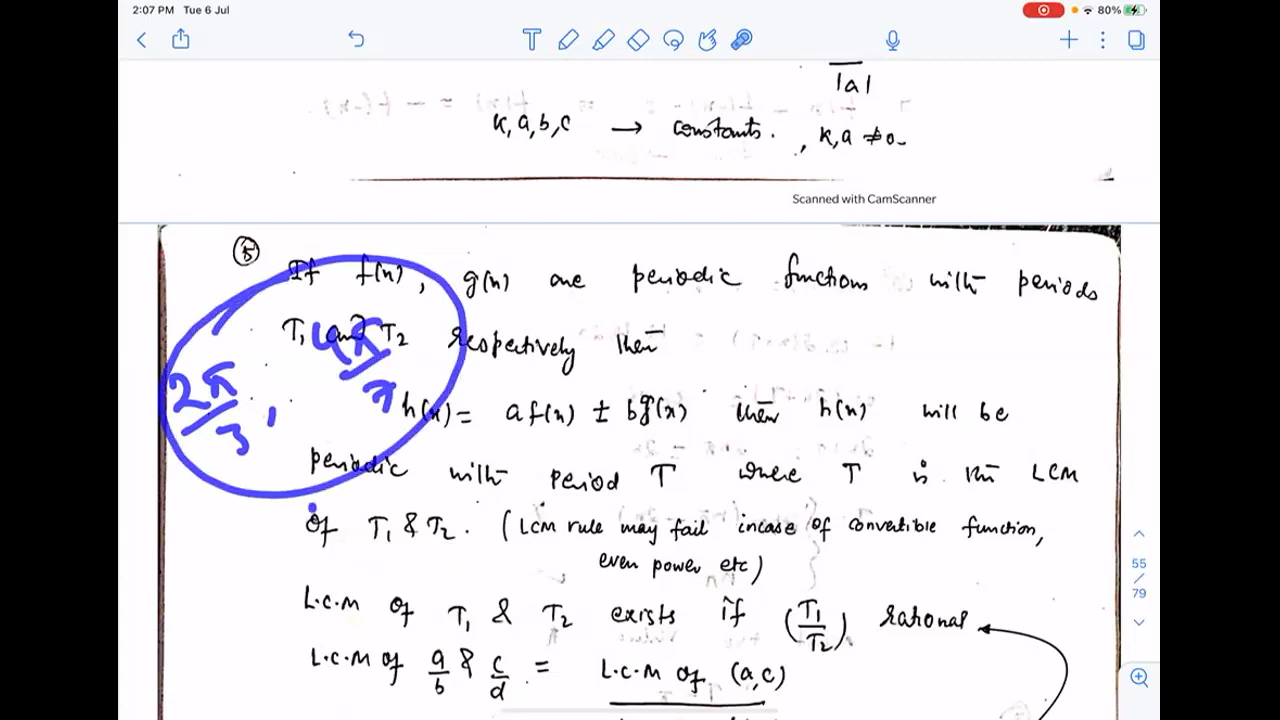 2:07 PM Tue 6 Jul
80%
|a|
k, a, b, c → constants. , k, a ≠ 0
Scanned with CamScanner
⑤ If f(x), g(x) are periodic functions with periods
T₁ and T₂ respectively then
2π/3 , 4π
h(x) = a f(x) ± b g(x) then h(x) will be
periodic with period T where T is the LCM
of T₁ & T₂. (LCM rule may fail incase of convertible function,
even power etc)
L.C.M of T₁ & T₂ exists if (T₁/T₂) rational
L.C.M of a/b & c/d = L.C.M of (a,c)
55
/
79